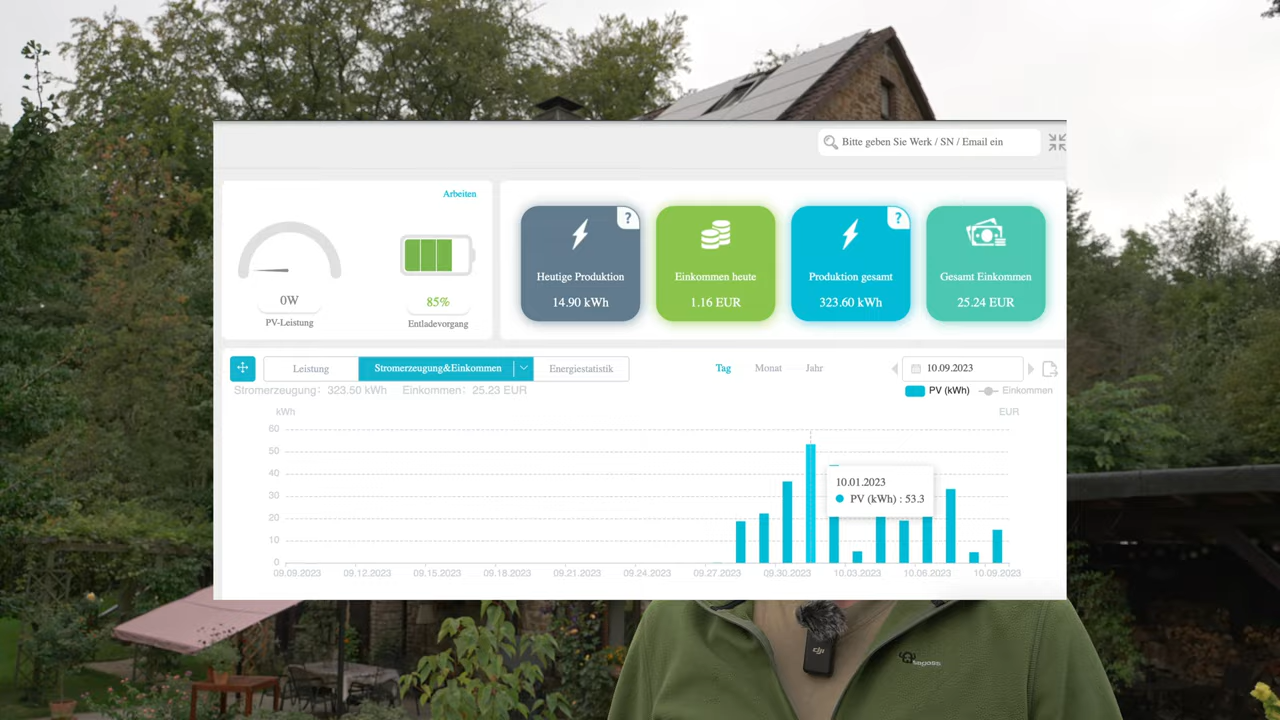 Bitte geben Sie Werk / SN / Email ein
Arbeiten
0W
PV-Leistung
85%
Entladevorgang
?
Heutige Produktion
14.90 kWh
Einkommen heute
1.16 EUR
?
Produktion gesamt
323.60 kWh
Gesamt Einkommen
25.24 EUR
Leistung
Stromerzeugung&Einkommen
Energiestatistik
Tag
Monat
Jahr
10.09.2023
Stromerzeugung: 323.50 kWh Einkommen: 25.23 EUR
PV (kWh)
Einkommen
kWh
EUR
60
50
40
30
20
10
0
10.01.2023
PV (kWh) : 53.3
09.09.2023
09.12.2023
09.15.2023
09.18.2023
09.21.2023
09.24.2023
09.27.2023
09.30.2023
10.03.2023
10.06.2023
10.09.2023
dji